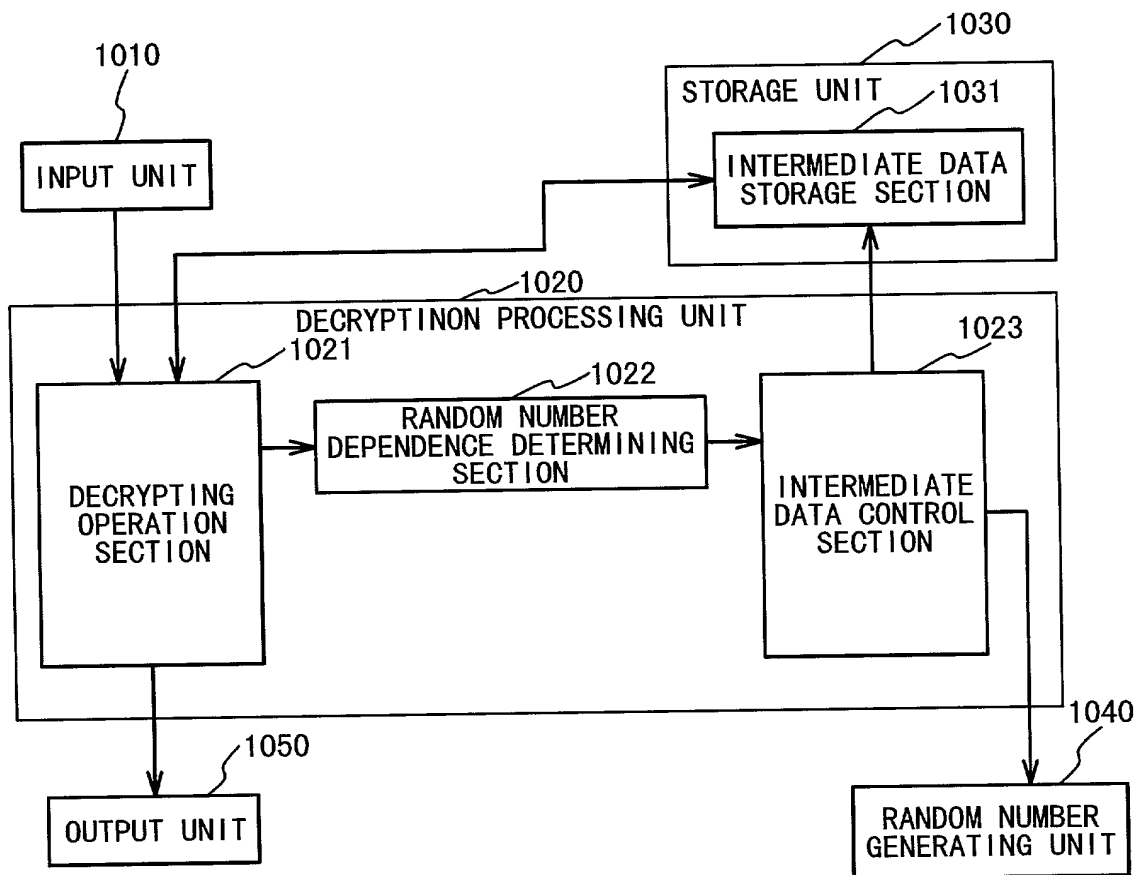 1010
INPUT UNIT
1030
STORAGE UNIT
1031
INTERMEDIATE DATA
STORAGE SECTION
1020
DECRYPTINON PROCESSING UNIT
1021
DECRYPTING
OPERATION
SECTION
1022
RANDOM NUMBER
DEPENDENCE DETERMINING
SECTION
1023
INTERMEDIATE
DATA CONTROL
SECTION
1050
OUTPUT UNIT
1040
RANDOM NUMBER
GENERATING UNIT